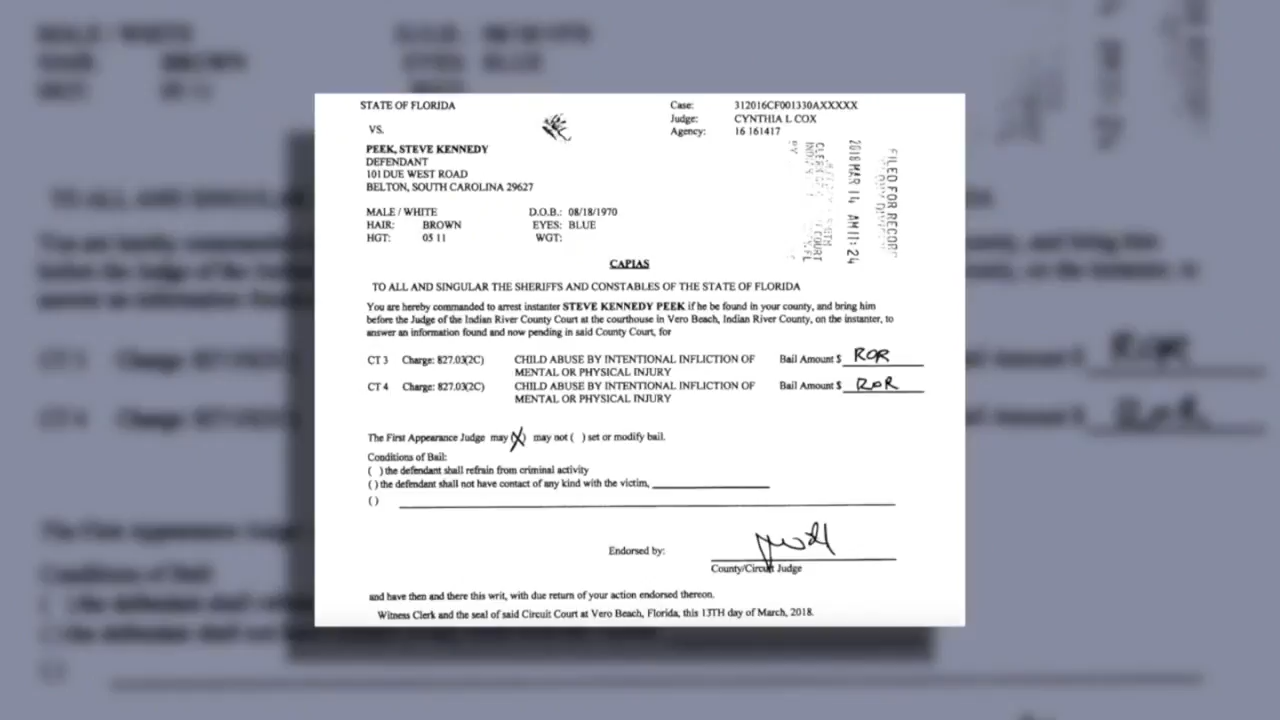 STATE OF FLORIDA
VS.
PEEK, STEVE KENNEDY
DEFENDANT
101 DUE WEST ROAD
BELTON, SOUTH CAROLINA 29627
Case: 312016CF001330AXXXXX
Judge: CYNTHIA L COX
Agency: 16 161417
FILED FOR RECORD
2018 MAR 14 AM 11:24
COURT
BY
MALE / WHITE D.O.B.: 08/18/1970
HAIR: BROWN EYES: BLUE
HGT: 05 11 WGT:
CAPIAS
TO ALL AND SINGULAR THE SHERIFFS AND CONSTABLES OF THE STATE OF FLORIDA
You are hereby commanded to arrest instanter STEVE KENNEDY PEEK if he be found in your county, and bring him
before the Judge of the Indian River County Court at the courthouse in Vero Beach, Indian River County, on the instanter, to
answer an information found and now pending in said County Court, for
CT 3 Charge: 827.03(2C) CHILD ABUSE BY INTENTIONAL INFLICTION OF Bail Amount $ ROR
MENTAL OR PHYSICAL INJURY
CT 4 Charge: 827.03(2C) CHILD ABUSE BY INTENTIONAL INFLICTION OF Bail Amount $ ROR
MENTAL OR PHYSICAL INJURY
The First Appearance Judge may (X) may not ( ) set or modify bail.
Conditions of Bail:
( ) the defendant shall refrain from criminal activity
( ) the defendant shall not have contact of any kind with the victim,
( )
Endorsed by:
County/Circuit Judge
and have then and there this writ, with due return of your action endorsed thereon.
Witness Clerk and the seal of said Circuit Court at Vero Beach, Florida, this 13TH day of March, 2018.